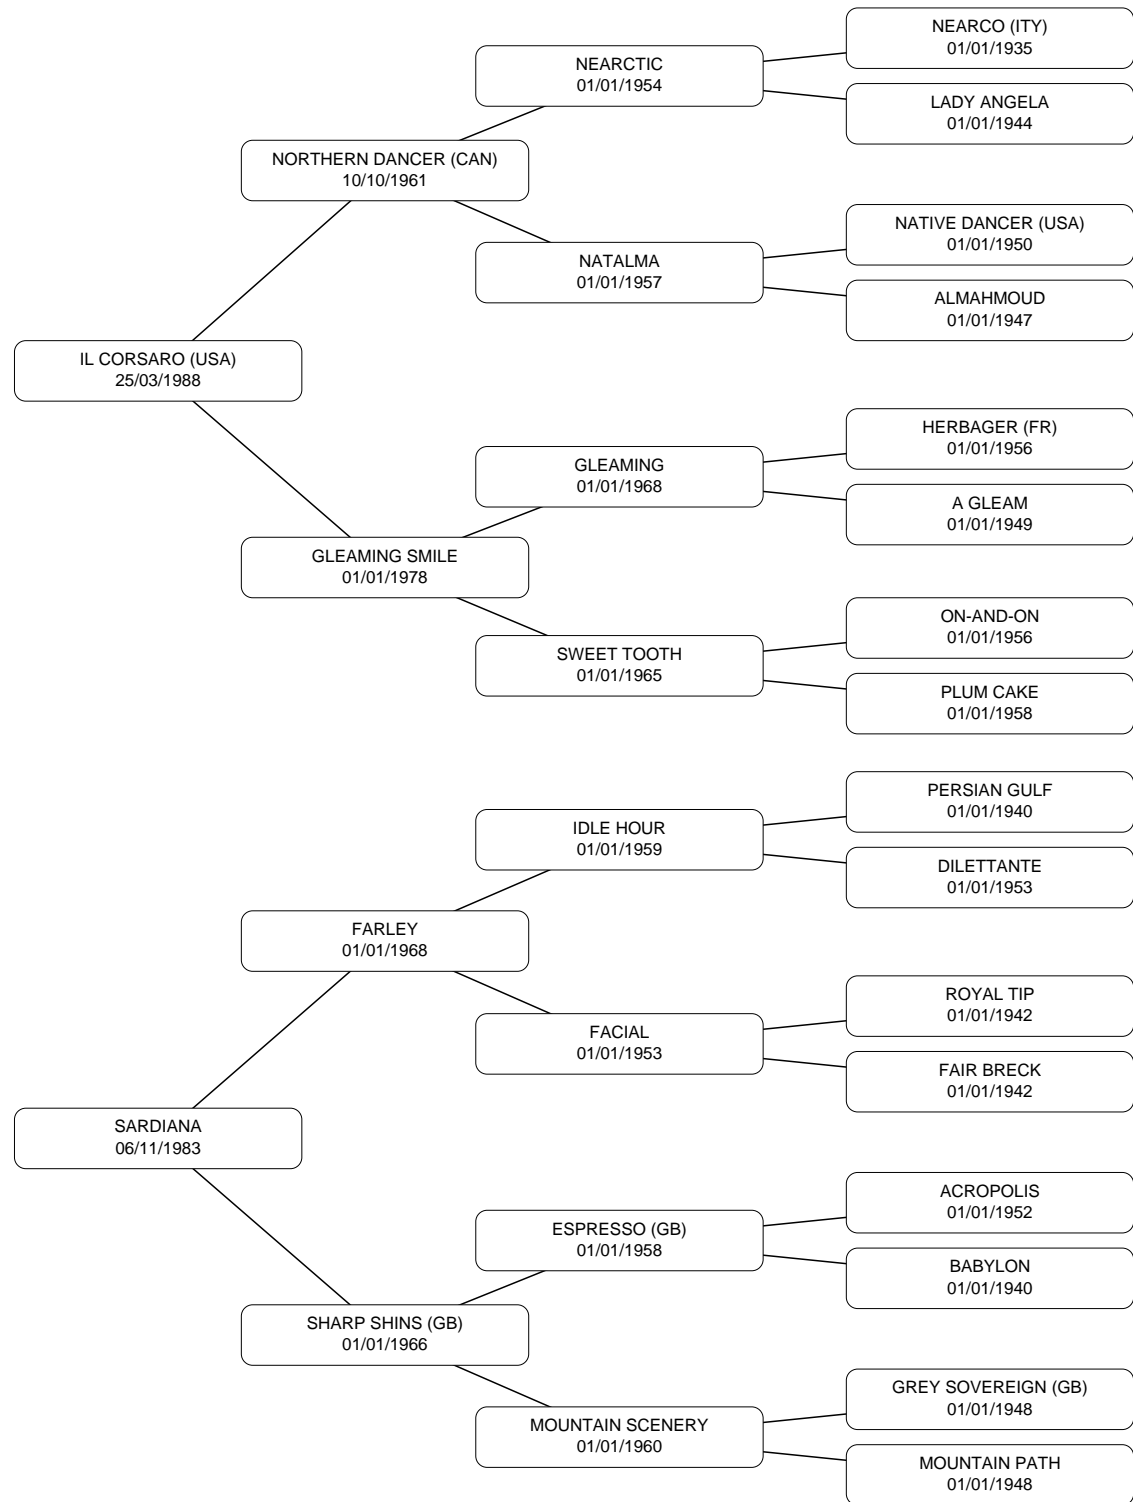 NEARCO (ITY)
01/01/1935
NEARCTIC
01/01/1954
LADY ANGELA
01/01/1944
NORTHERN DANCER (CAN)
10/10/1961
NATIVE DANCER (USA)
01/01/1950
NATALMA
01/01/1957
ALMAHMOUD
01/01/1947
IL CORSARO (USA)
25/03/1988
HERBAGER (FR)
01/01/1956
GLEAMING
01/01/1968
A GLEAM
01/01/1949
GLEAMING SMILE
01/01/1978
ON-AND-ON
01/01/1956
SWEET TOOTH
01/01/1965
PLUM CAKE
01/01/1958
PERSIAN GULF
01/01/1940
IDLE HOUR
01/01/1959
DILETTANTE
01/01/1953
FARLEY
01/01/1968
ROYAL TIP
01/01/1942
FACIAL
01/01/1953
FAIR BRECK
01/01/1942
SARDIANA
06/11/1983
ACROPOLIS
01/01/1952
ESPRESSO (GB)
01/01/1958
BABYLON
01/01/1940
SHARP SHINS (GB)
01/01/1966
GREY SOVEREIGN (GB)
01/01/1948
MOUNTAIN SCENERY
01/01/1960
MOUNTAIN PATH
01/01/1948